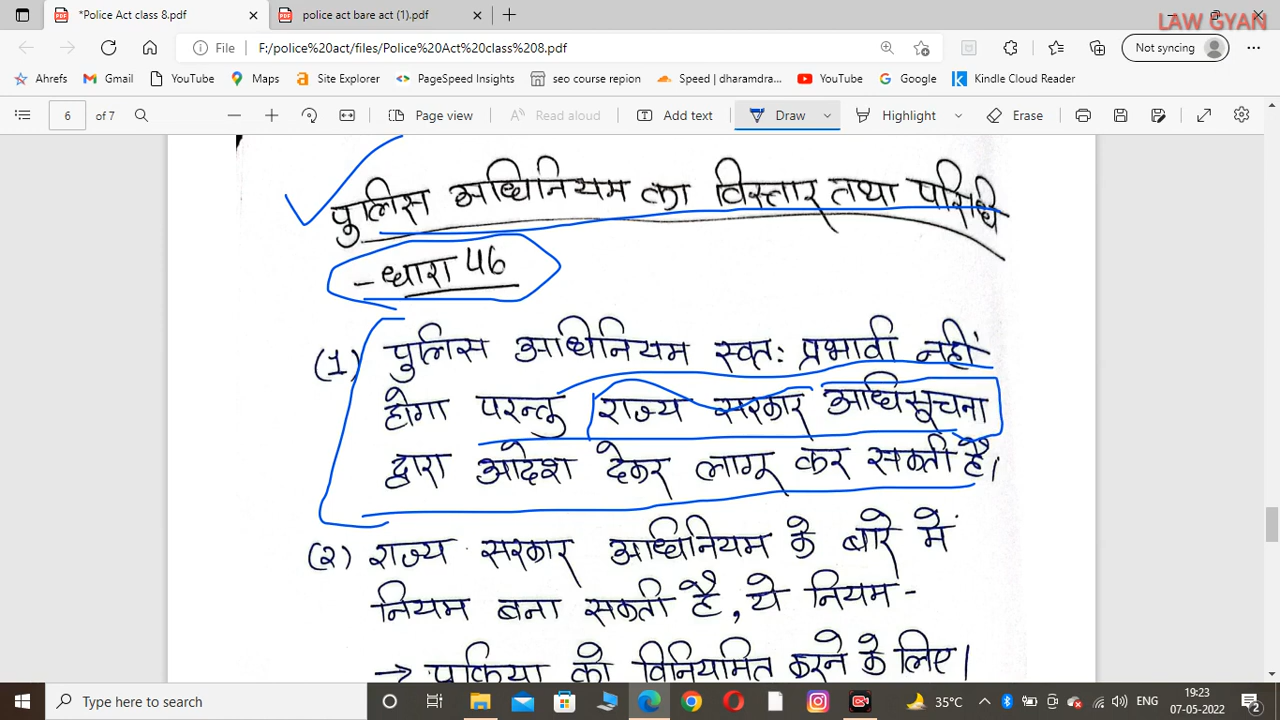 LAW GYAN
*Police Act class 8.pdf
police act bare act (1).pdf
File F:/police%20act/files/Police%20Act%20class%208.pdf
Not syncing
Ahrefs Gmail YouTube Maps Site Explorer PageSpeed Insights seo course repion Speed | dharamdra... YouTube Google Kindle Cloud Reader
6 of 7 Page view Read aloud Add text Draw Highlight Erase
पुलिस अधिनियम का विस्तार तथा परिधि
- धारा 46
(1) पुलिस अधिनियम स्वतः प्रभावी नहीं
होगा परन्तु राज्य सरकार अधिसूचना
द्वारा आदेश देकर लागू कर सकती है।
(२) राज्य सरकार अधिनियम के बारे में
नियम बना सकती है, ये नियम -
→ प्रक्रिया को विनियमित करने के लिए।
Type here to search
35°C
ENG
19:23
07-05-2022
2